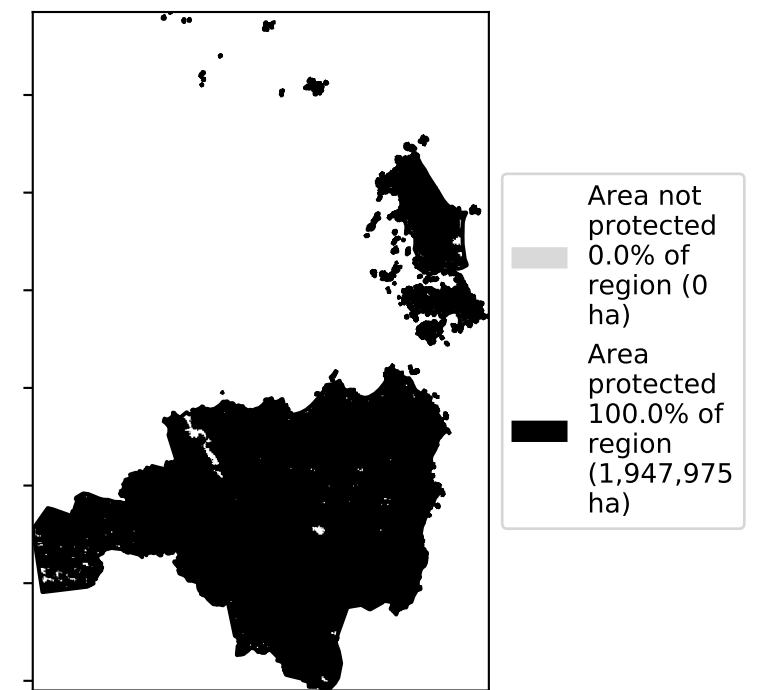 Area not
protected
0.0% of
region (0
ha)
Area
protected
100.0% of
region
(1,947,975
ha)